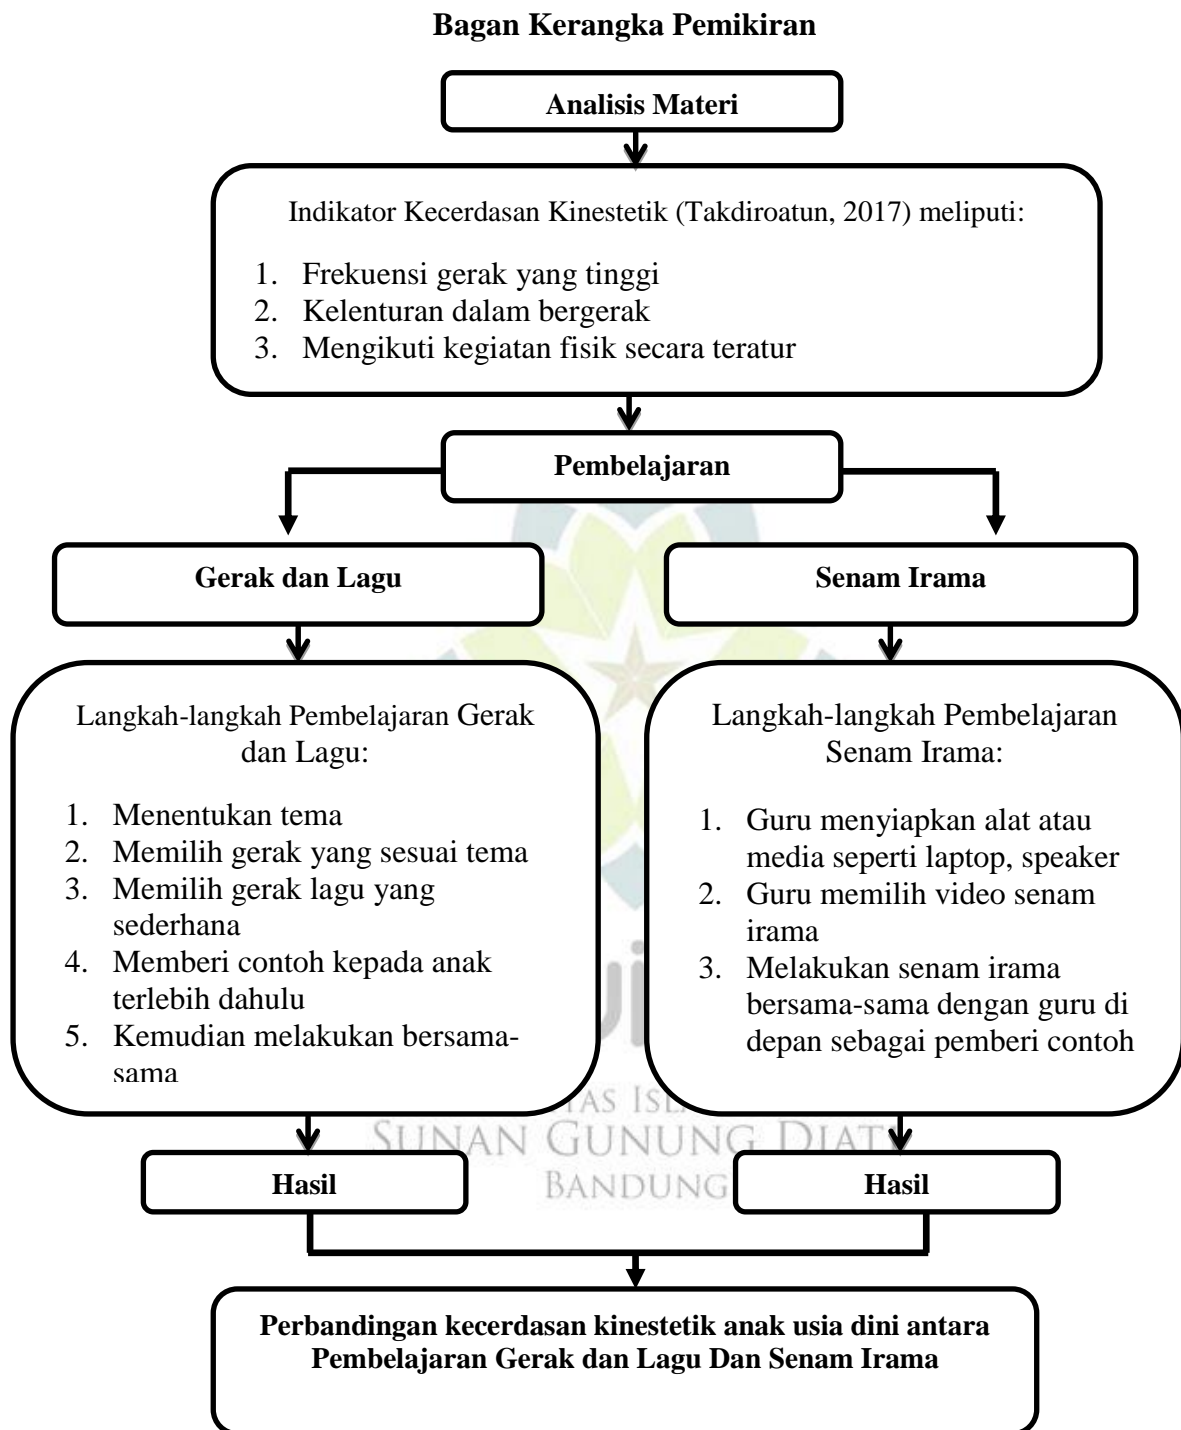 Bagan Kerangka Pemikiran
Analisis Materi
Indikator Kecerdasan Kinestetik (Takdiroatun, 2017) meliputi:
1. Frekuensi gerak yang tinggi
2. Kelenturan dalam bergerak
3. Mengikuti kegiatan fisik secara teratur
Pembelajaran
Gerak dan Lagu
Senam Irama
Langkah-langkah Pembelajaran Gerak
dan Lagu:
1. Menentukan tema
2. Memilih gerak yang sesuai tema
3. Memilih gerak lagu yang
sederhana
4. Memberi contoh kepada anak
terlebih dahulu
5. Kemudian melakukan bersama-
sama
Langkah-langkah Pembelajaran
Senam Irama:
1. Guru menyiapkan alat atau
media seperti laptop, speaker
2. Guru memilih video senam
irama
3. Melakukan senam irama
bersama-sama dengan guru di
depan sebagai pemberi contoh
SUNAN GUNUNG DJATI
BANDUNG
Hasil
Hasil
Perbandingan kecerdasan kinestetik anak usia dini antara
Pembelajaran Gerak dan Lagu Dan Senam Irama